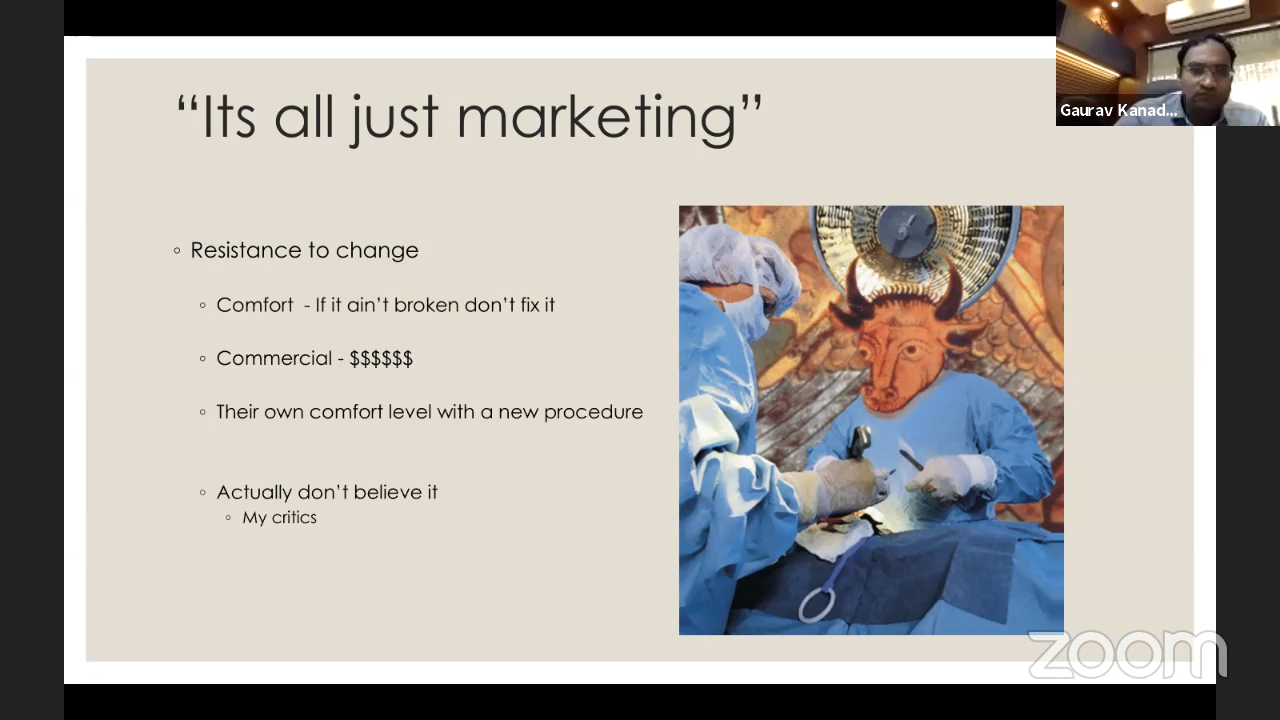 “Its all just marketing”
Gaurav Kanad...
Resistance to change
Comfort - If it ain’t broken don’t fix it
Commercial - $$$$$$
Their own comfort level with a new procedure
Actually don’t believe it
My critics
zoom